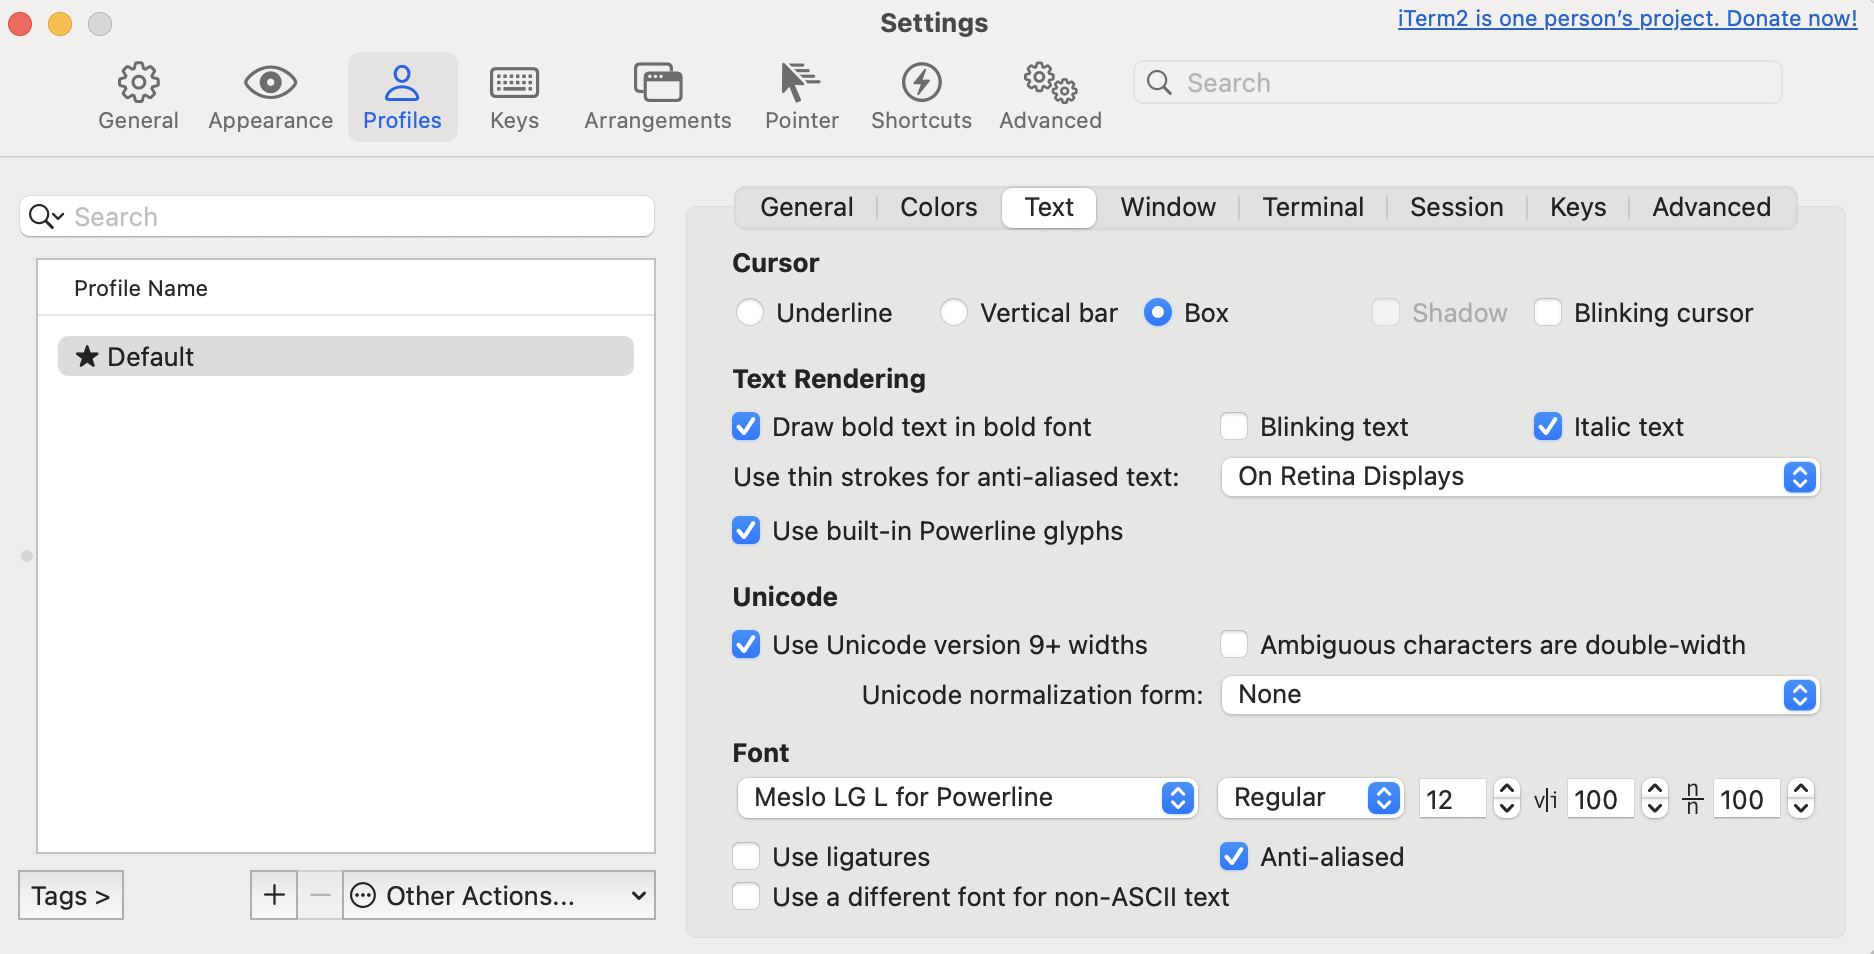 Settings
iTerm2 is one person's project. Donate now!
General
Appearance
Profiles
Keys
Arrangements
Pointer
Shortcuts
Advanced
Search
Search
Profile Name
★ Default
Tags >
+
−
Other Actions...
General
Colors
Text
Window
Terminal
Session
Keys
Advanced
Cursor
Underline
Vertical bar
Box
Shadow
Blinking cursor
Text Rendering
Draw bold text in bold font
Blinking text
Italic text
Use thin strokes for anti-aliased text:
On Retina Displays
Use built-in Powerline glyphs
Unicode
Use Unicode version 9+ widths
Ambiguous characters are double-width
Unicode normalization form:
None
Font
Meslo LG L for Powerline
Regular
12
v|i
100
n
n
100
Use ligatures
Anti-aliased
Use a different font for non-ASCII text